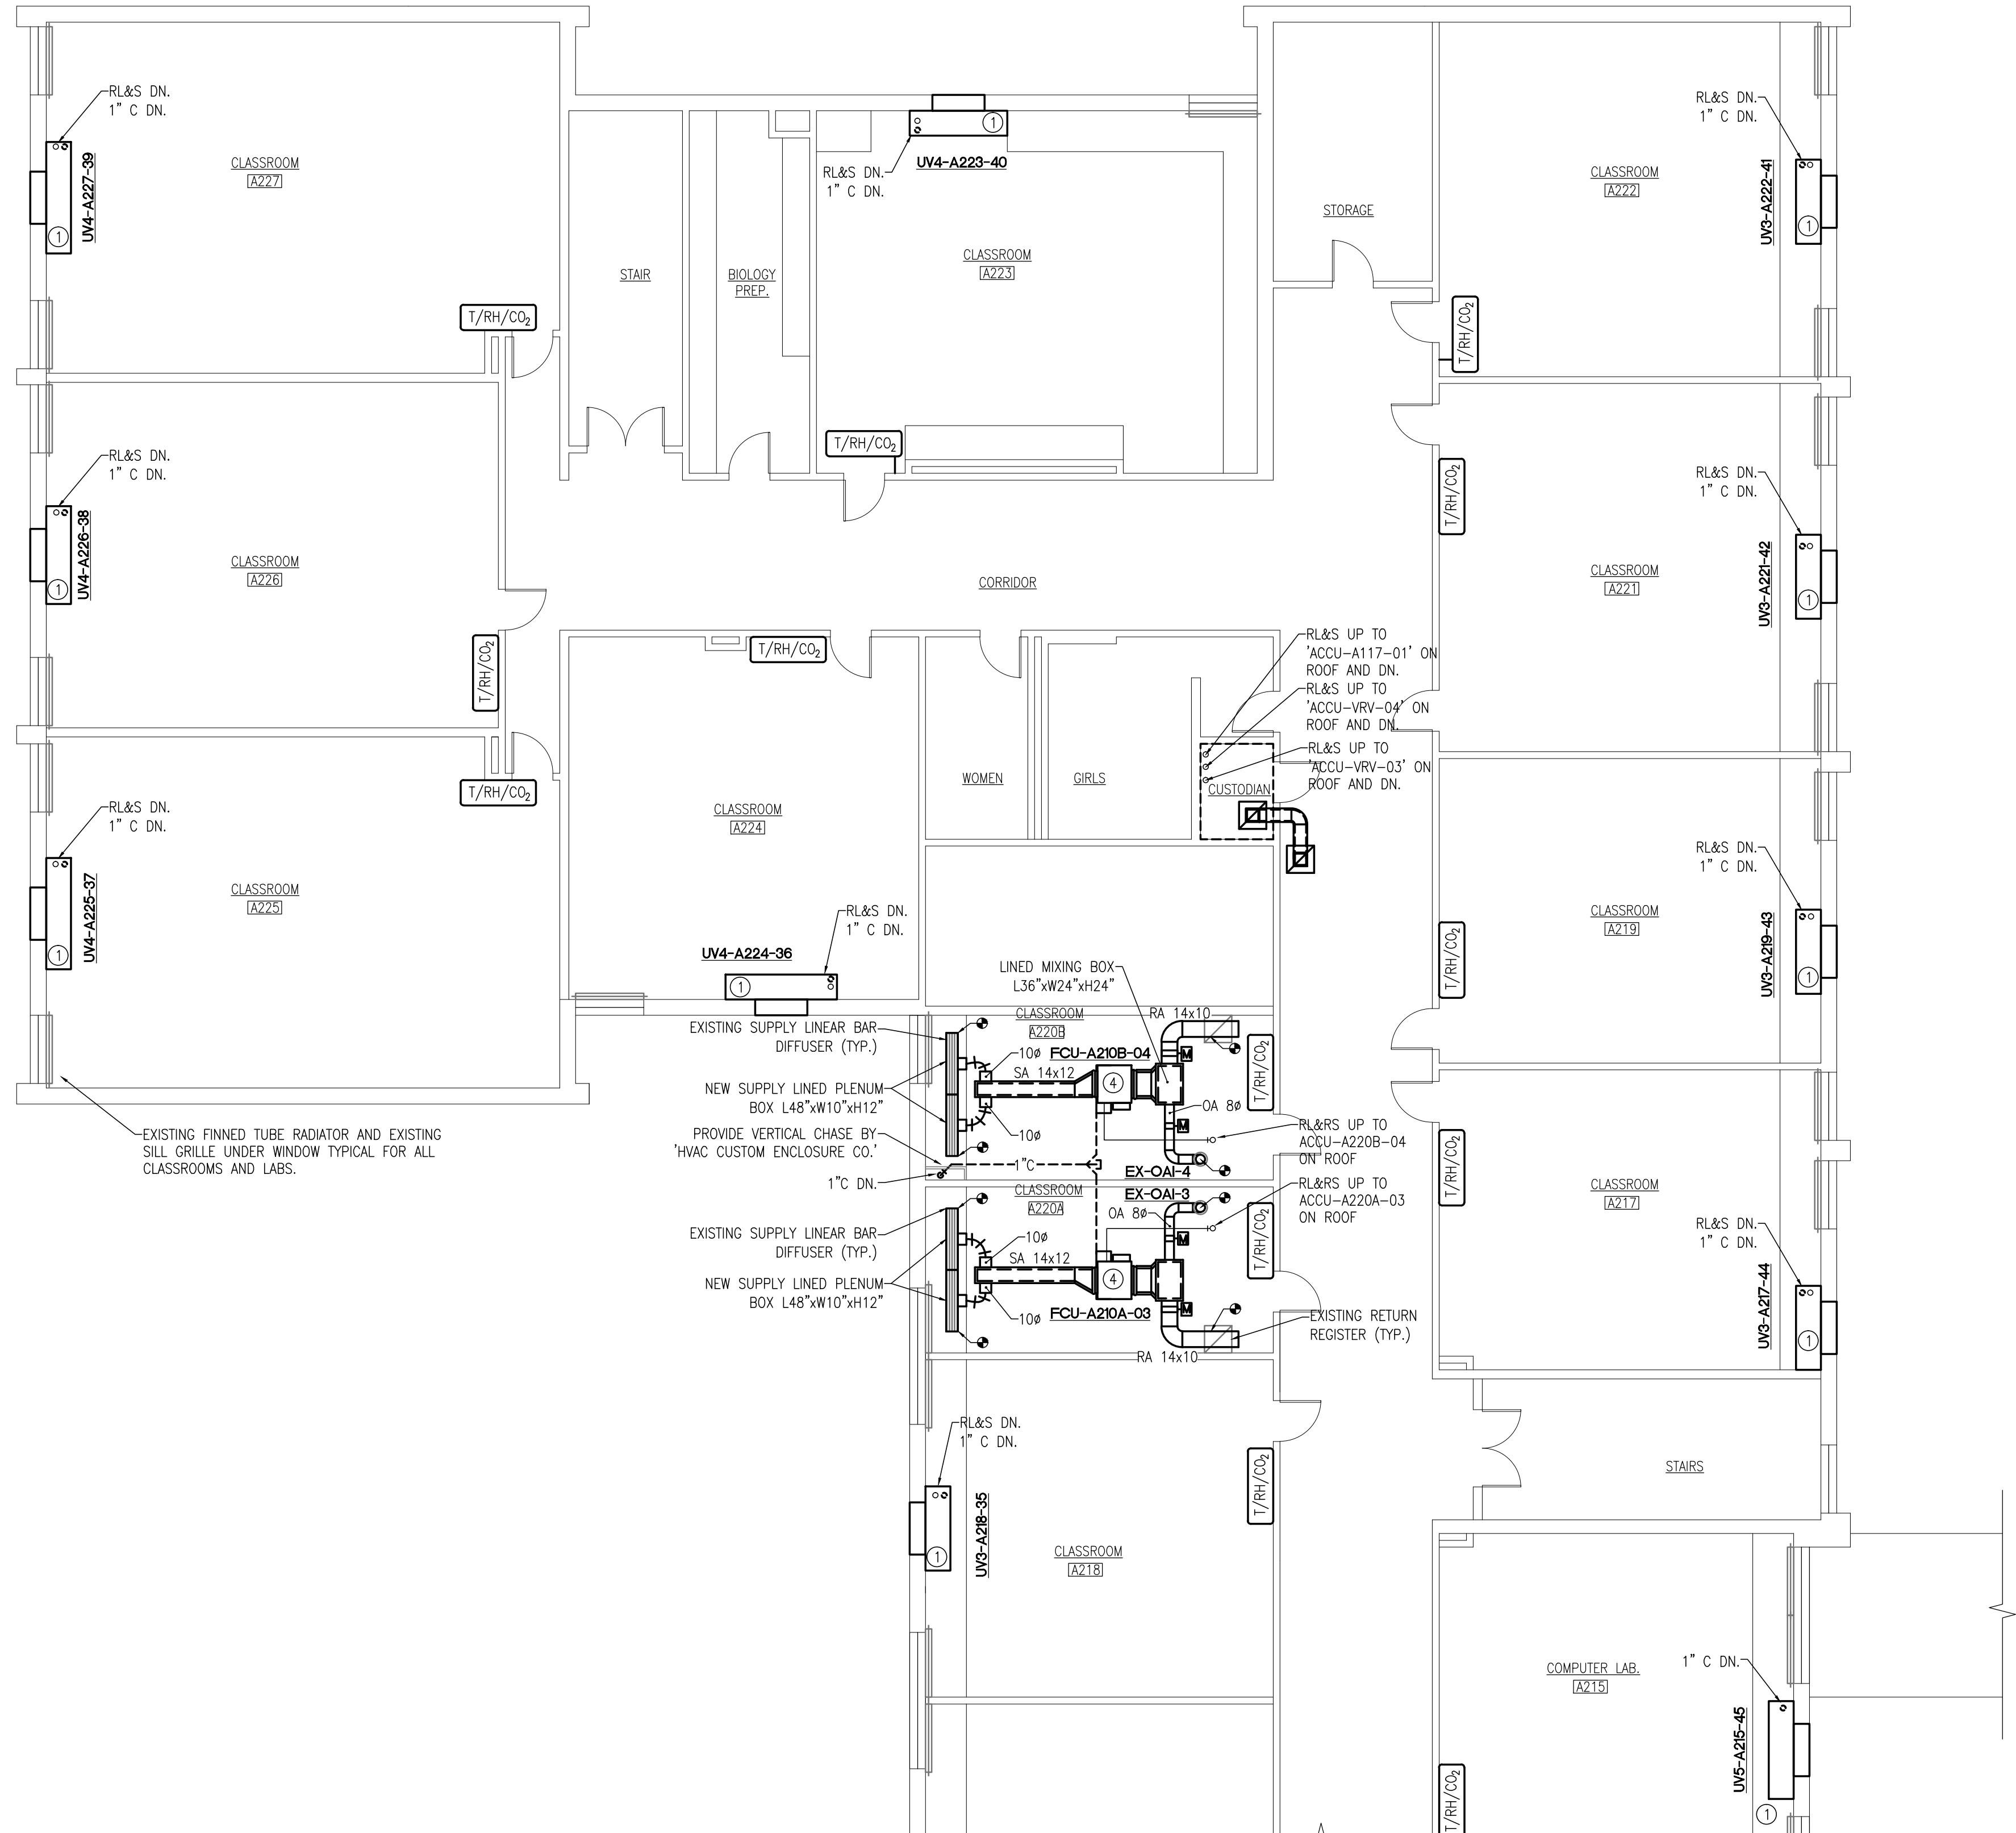 RL&S DN.
1" C DN.
UV4-A227-39
1
CLASSROOM
A227
T/RH/CO₂
STAIR
BIOLOGY
PREP.
RL&S DN.
1" C DN.
1
UV4-A223-40
CLASSROOM
A223
T/RH/CO₂
STORAGE
CLASSROOM
A222
RL&S DN.
1" C DN.
UV3-A222-41
1
T/RH/CO₂
RL&S DN.
1" C DN.
UV4-A226-38
1
CLASSROOM
A226
T/RH/CO₂
CORRIDOR
T/RH/CO₂
CLASSROOM
A221
RL&S DN.
1" C DN.
UV3-A221-42
1
T/RH/CO₂
RL&S DN.
1" C DN.
UV4-A225-37
1
CLASSROOM
A225
T/RH/CO₂
CLASSROOM
A224
RL&S DN.
1" C DN.
UV4-A224-36
1
WOMEN
GIRLS
CUSTODIAN
RL&S UP TO
'ACCU-A117-01' ON
ROOF AND DN.
RL&S UP TO
'ACCU-VRV-04' ON
ROOF AND DN.
RL&S UP TO
'ACCU-VRV-03' ON
ROOF AND DN.
RL&S DN.
1" C DN.
CLASSROOM
A219
UV3-A219-43
1
T/RH/CO₂
EXISTING FINNED TUBE RADIATOR AND EXISTING
SILL GRILLE UNDER WINDOW TYPICAL FOR ALL
CLASSROOMS AND LABS.
LINED MIXING BOX
L36"xW24"xH24"
CLASSROOM
A220B
RA 14x10
EXISTING SUPPLY LINEAR BAR
DIFFUSER (TYP.)
10ø
FCU-A210B-04
M
SA 14x12
4
T/RH/CO₂
NEW SUPPLY LINED PLENUM
BOX L48"xW10"xH12"
OA 8ø
M
10ø
RL&RS UP TO
ACCU-A220B-04
ON ROOF
PROVIDE VERTICAL CHASE BY
'HVAC CUSTOM ENCLOSURE CO.'
1"C
EX-OAI-4
1"C DN.
CLASSROOM
A220A
EX-OAI-3
RL&RS UP TO
ACCU-A220A-03
ON ROOF
OA 8ø
M
EXISTING SUPPLY LINEAR BAR
DIFFUSER (TYP.)
10ø
SA 14x12
4
T/RH/CO₂
NEW SUPPLY LINED PLENUM
BOX L48"xW10"xH12"
10ø
FCU-A210A-03
M
EXISTING RETURN
REGISTER (TYP.)
RA 14x10
T/RH/CO₂
CLASSROOM
A217
RL&S DN.
1" C DN.
UV3-A217-44
1
RL&S DN.
1" C DN.
UV3-A218-35
1
CLASSROOM
A218
T/RH/CO₂
STAIRS
COMPUTER LAB.
A215
1" C DN.
UV5-A215-45
1
T/RH/CO₂